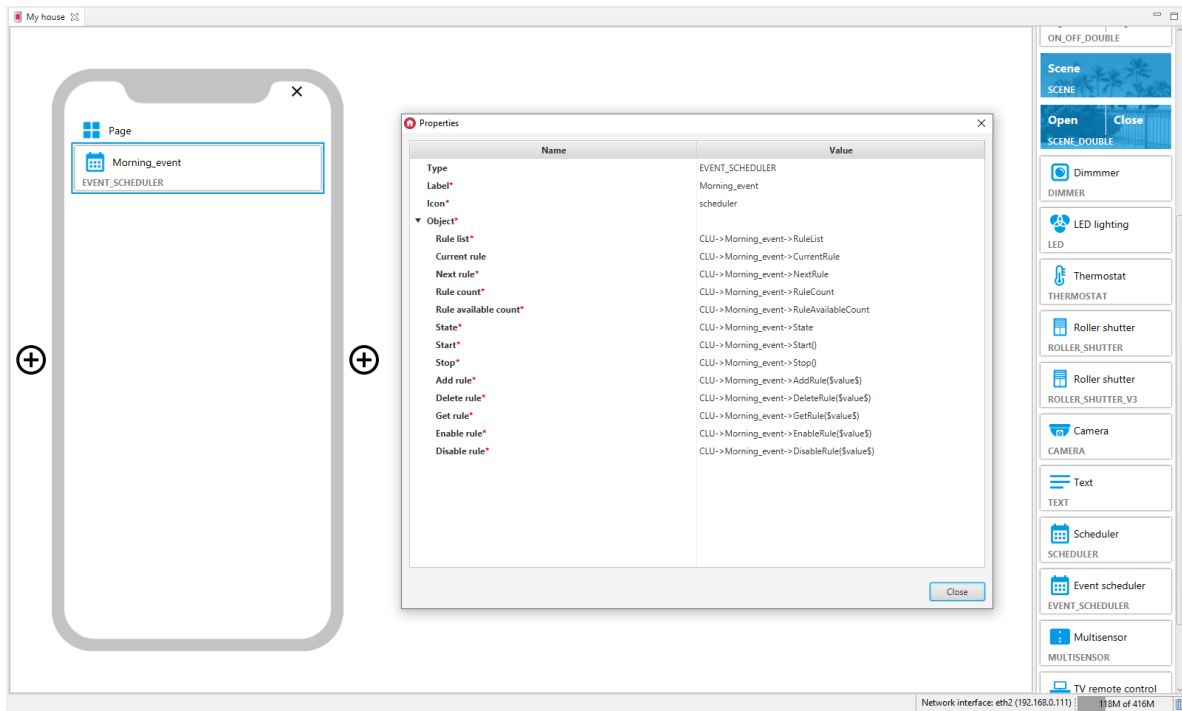 My house
Page
Morning_event
EVENT_SCHEDULER
Properties
Name Value
Type EVENT_SCHEDULER
Label* Morning_event
Icon* scheduler
Object*
Rule list* CLU->Morning_event->RuleList
Current rule CLU->Morning_event->CurrentRule
Next rule* CLU->Morning_event->NextRule
Rule count* CLU->Morning_event->RuleCount
Rule available count* CLU->Morning_event->RuleAvailableCount
State* CLU->Morning_event->State
Start* CLU->Morning_event->Start()
Stop* CLU->Morning_event->Stop()
Add rule* CLU->Morning_event->AddRule($value$)
Delete rule* CLU->Morning_event->DeleteRule($value$)
Get rule* CLU->Morning_event->GetRule($value$)
Enable rule* CLU->Morning_event->EnableRule($value$)
Disable rule* CLU->Morning_event->DisableRule($value$)
Close
ON_OFF_DOUBLE
Scene
SCENE
Open Close
SCENE_DOUBLE
Dimmmer
DIMMER
LED lighting
LED
Thermostat
THERMOSTAT
Roller shutter
ROLLER_SHUTTER
Roller shutter
ROLLER_SHUTTER_V3
Camera
CAMERA
Text
TEXT
Scheduler
SCHEDULER
Event scheduler
EVENT_SCHEDULER
Multisensor
MULTISENSOR
TV remote control
Network interface: eth2 (192.168.0.111) 118M of 416M